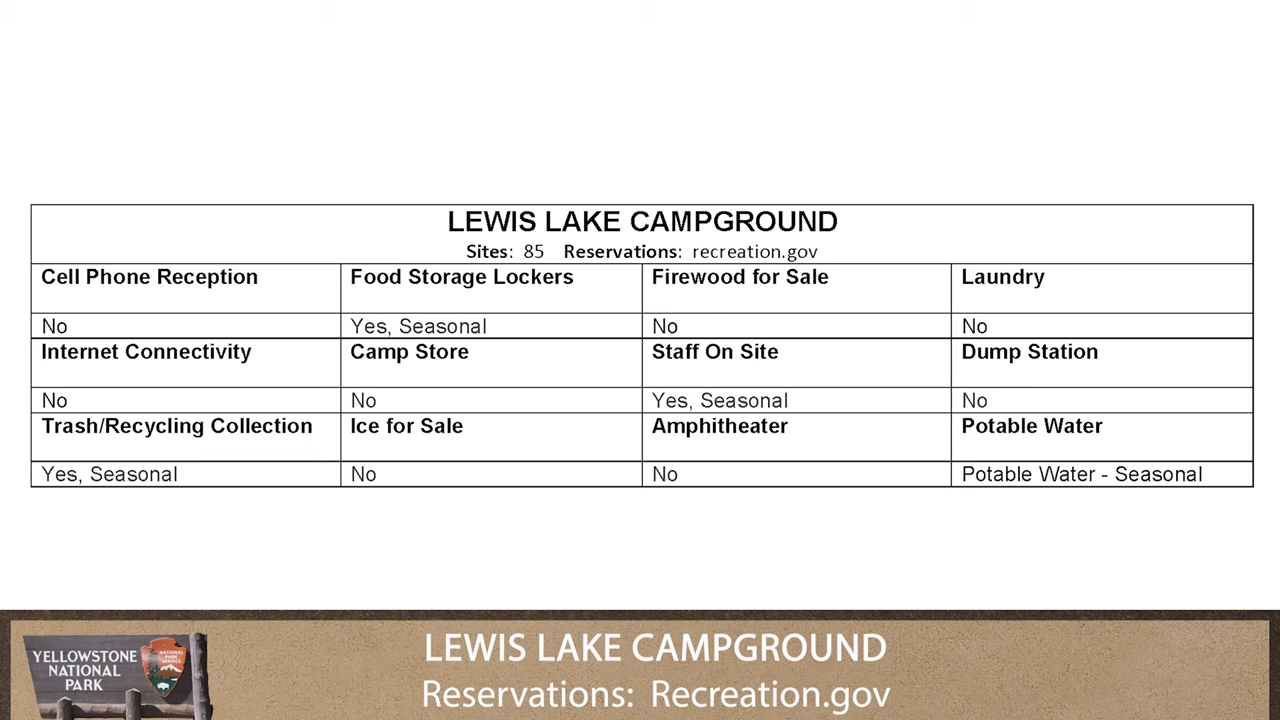 LEWIS LAKE CAMPGROUND
Sites: 85 Reservations: recreation.gov
Cell Phone Reception Food Storage Lockers Firewood for Sale Laundry
No Yes, Seasonal No No
Internet Connectivity Camp Store Staff On Site Dump Station
No No Yes, Seasonal No
Trash/Recycling Collection Ice for Sale Amphitheater Potable Water
Yes, Seasonal No No Potable Water - Seasonal
YELLOWSTONE
NATIONAL
PARK
NATIONAL
PARK
SERVICE
LEWIS LAKE CAMPGROUND
Reservations: Recreation.gov